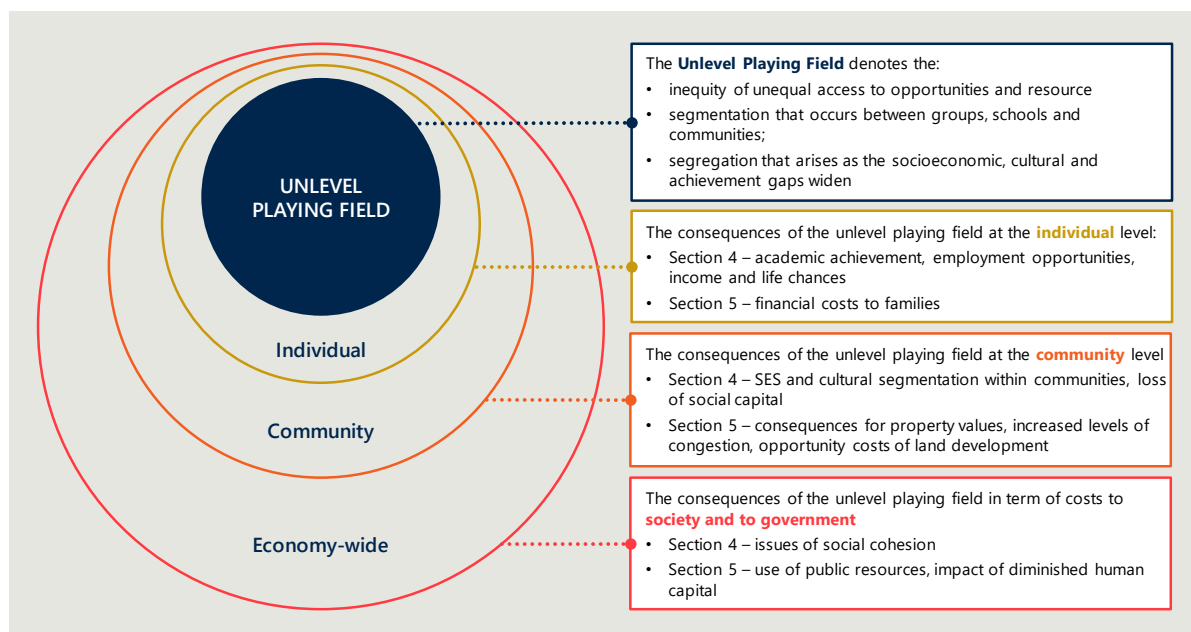 UNLEVEL
PLAYING FIELD
Individual
Community
Economy-wide
The Unlevel Playing Field denotes the:
• inequity of unequal access to opportunities and resource
• segmentation that occurs between groups, schools and
communities;
• segregation that arises as the socioeconomic, cultural and
achievement gaps widen
The consequences of the unlevel playing field at the individual level:
• Section 4 – academic achievement, employment opportunities,
income and life chances
• Section 5 – financial costs to families
The consequences of the unlevel playing field at the community level
• Section 4 – SES and cultural segmentation within communities, loss
of social capital
• Section 5 – consequences for property values, increased levels of
congestion, opportunity costs of land development
The consequences of the unlevel playing field in term of costs to
society and to government
• Section 4 – issues of social cohesion
• Section 5 – use of public resources, impact of diminished human
capital